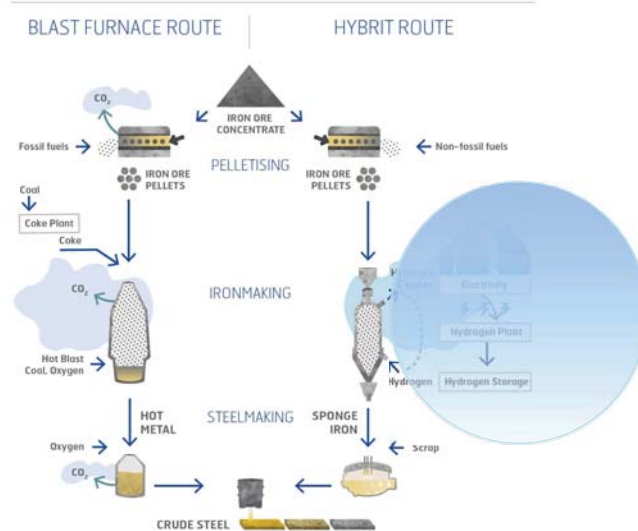 BLAST FURNACE ROUTE
HYBRIT ROUTE
CO₂
IRON ORE
CONCENTRATE
Fossil fuels
Non-fossil fuels
PELLETISING
IRON ORE
PELLETS
IRON ORE
PELLETS
Coal
Coke Plant
Coke
CO₂
IRONMAKING
Electricity
Hydrogen Plant
Hot Blast
Coal, Oxygen
Hydrogen
Hydrogen Storage
HOT
METAL
STEELMAKING
SPONGE
IRON
Oxygen
Scrap
CO₂
CRUDE STEEL